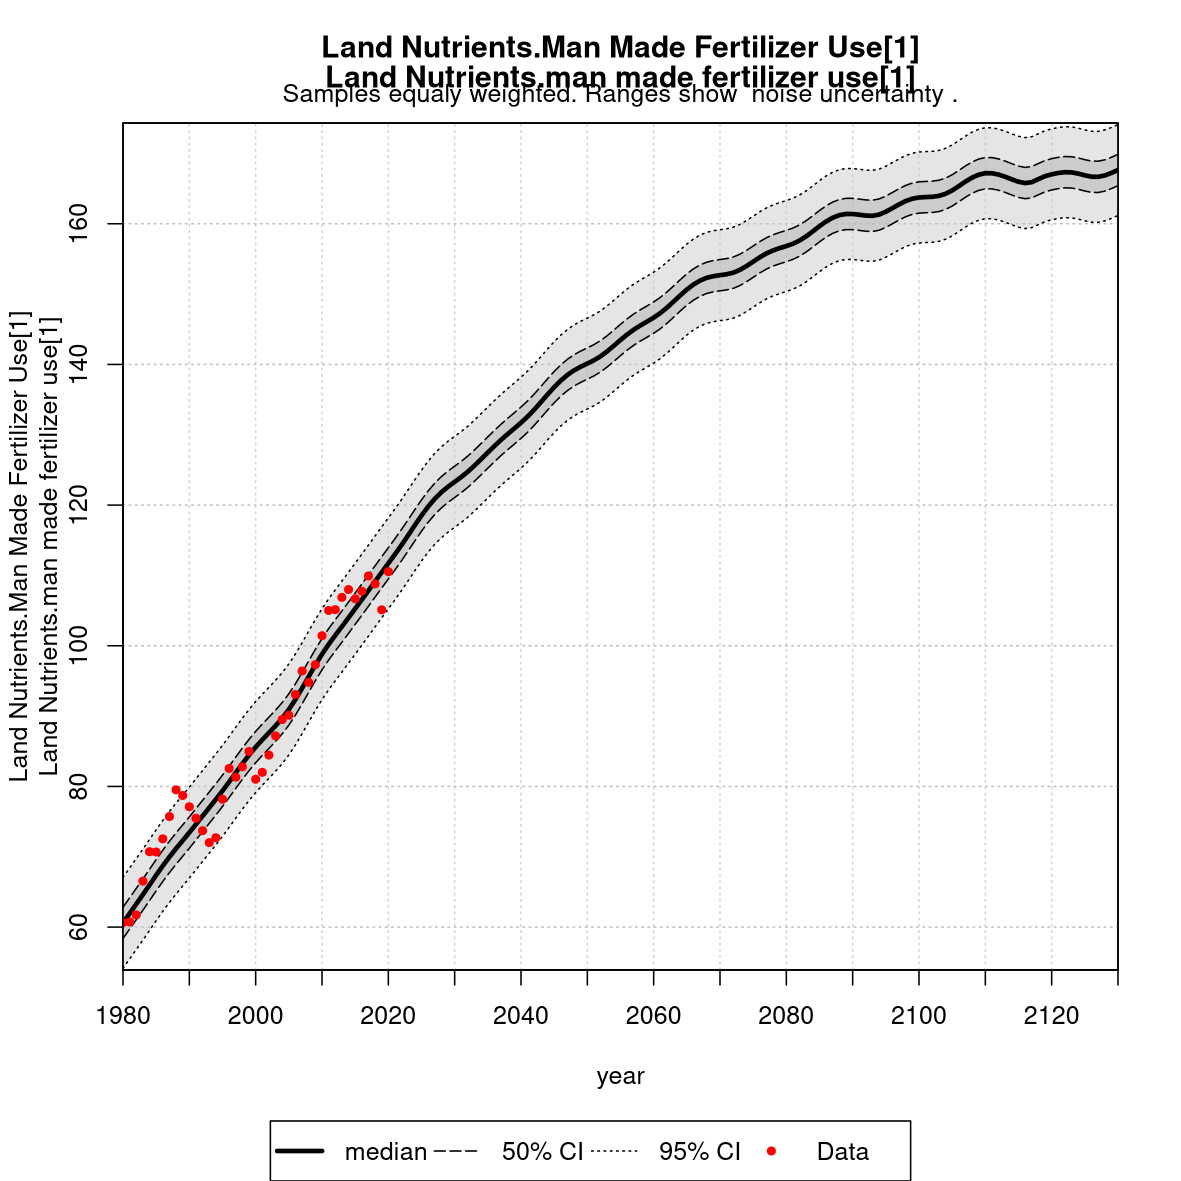 Land Nutrients.Man Made Fertilizer Use[1]
Land Nutrients.man made fertilizer use[1]
Samples equaly weighted. Ranges show  noise uncertainty .
Land Nutrients.Man Made Fertilizer Use[1]
Land Nutrients.man made fertilizer use[1]
160
140
120
100
80
60
1980 2000 2020 2040 2060 2080 2100 2120
year
median 50% CI 95% CI Data